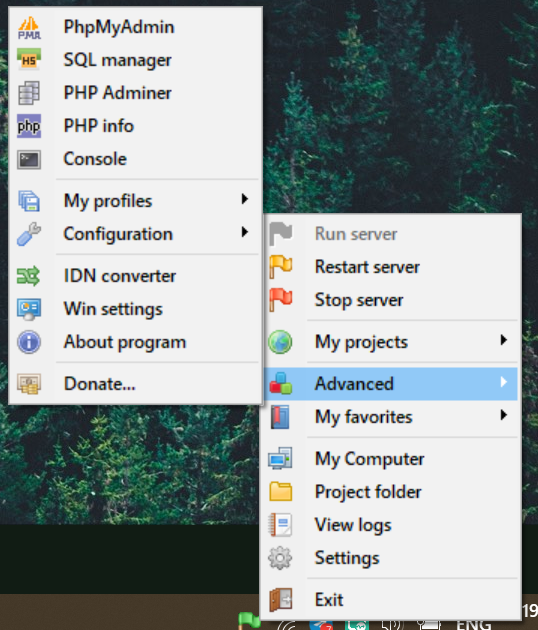 PMA PhpMyAdmin
HS SQL manager
PHP Adminer
php PHP info
Console
My profiles
Configuration
IDN converter
Win settings
About program
Donate...
Run server
Restart server
Stop server
My projects
Advanced
My favorites
My Computer
Project folder
View logs
Settings
Exit
19
ENG